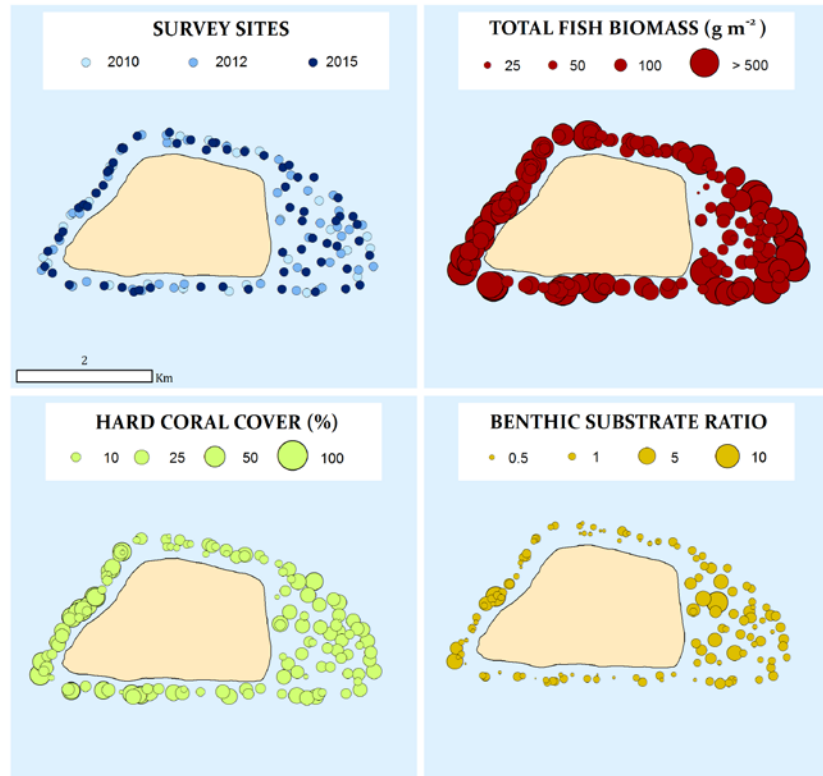 SURVEY SITES
2010 2012 2015
2
Km
TOTAL FISH BIOMASS (g m⁻²)
25 50 100 > 500
HARD CORAL COVER (%)
10 25 50 100
BENTHIC SUBSTRATE RATIO
0.5 1 5 10